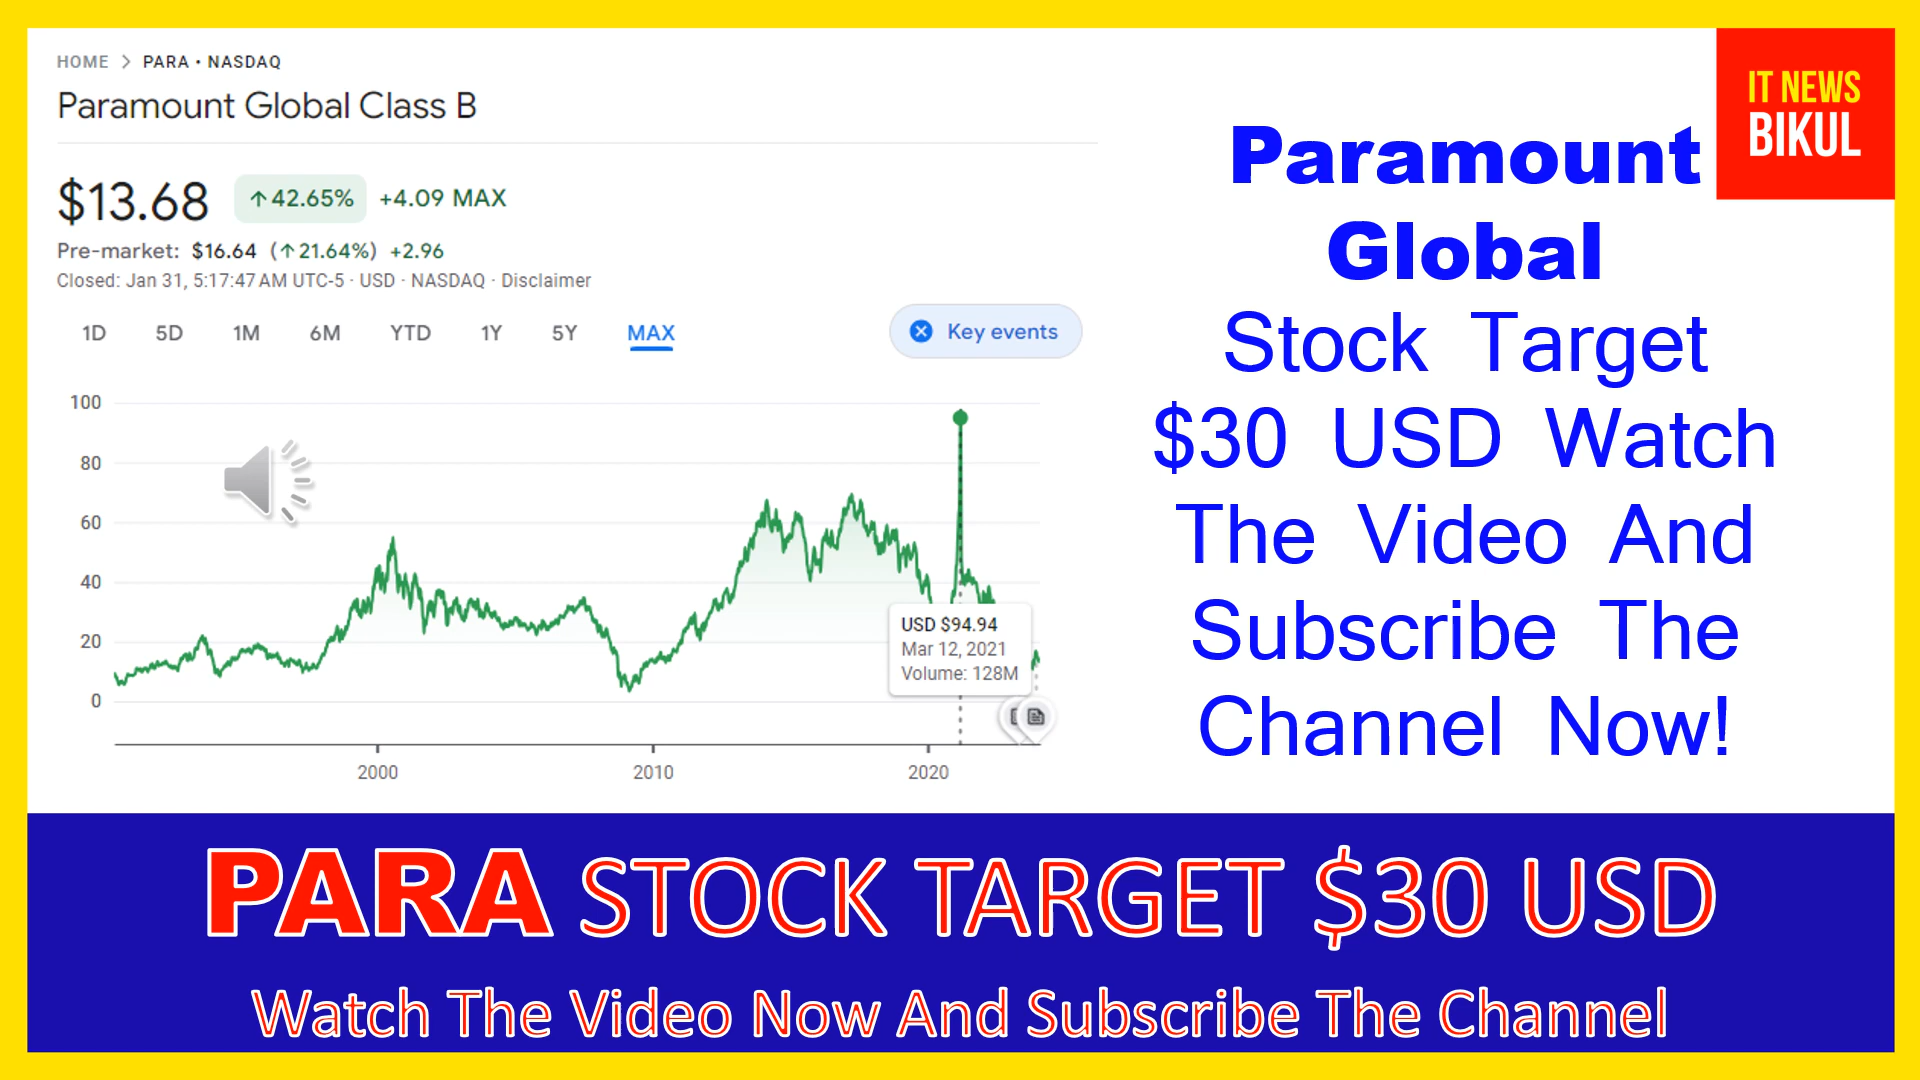 HOME > PARA • NASDAQ
Paramount Global Class B
$13.68 ↑42.65% +4.09 MAX
Pre-market: $16.64 (↑21.64%) +2.96
Closed: Jan 31, 5:17:47 AM UTC-5 · USD · NASDAQ · Disclaimer
1D 5D 1M 6M YTD 1Y 5Y MAX
Key events
100
80
60
40
20
0
USD $94.94
Mar 12, 2021
Volume: 128M
2000 2010 2020
IT NEWS
BIKUL
Paramount
Global
Stock Target
$30 USD Watch
The Video And
Subscribe The
Channel Now!
PARA STOCK TARGET $30 USD
Watch The Video Now And Subscribe The Channel